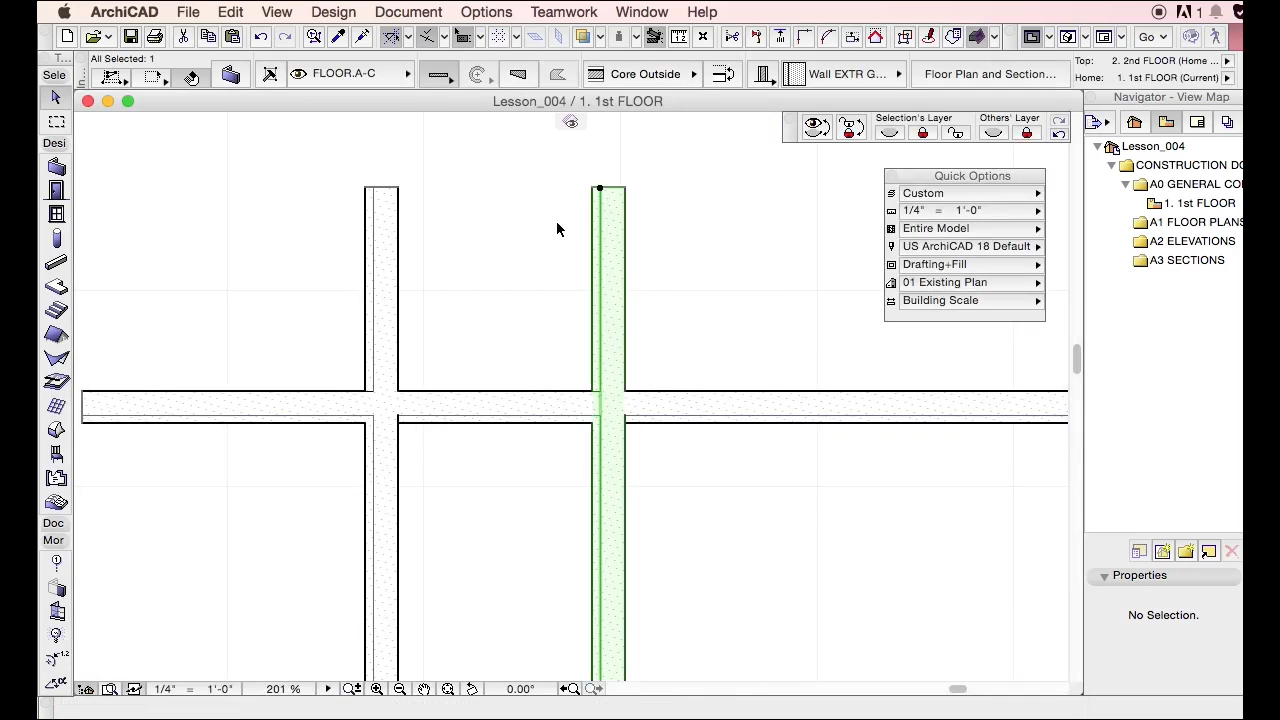 ArchiCAD File Edit View Design Document Options Teamwork Window Help 1
Go
T...
All Selected: 1
Sele
FLOOR.A-C
Core Outside
Wall EXTR G...
Floor Plan and Section...
Top: 2. 2nd FLOOR (Home ...
Home: 1. 1st FLOOR (Current)
Lesson_004 / 1. 1st FLOOR
Navigator - View Map
Selection's Layer
Others' Layer
Desi
Quick Options
Custom
1/4" = 1'-0"
Entire Model
US ArchiCAD 18 Default
Drafting+Fill
01 Existing Plan
Building Scale
Lesson_004
CONSTRUCTION DO
A0 GENERAL CO
1. 1st FLOOR
A1 FLOOR PLANS
A2 ELEVATIONS
A3 SECTIONS
Doc
Mor
1.2
Properties
No Selection.
1/4" = 1'-0"
201 %
0.00°